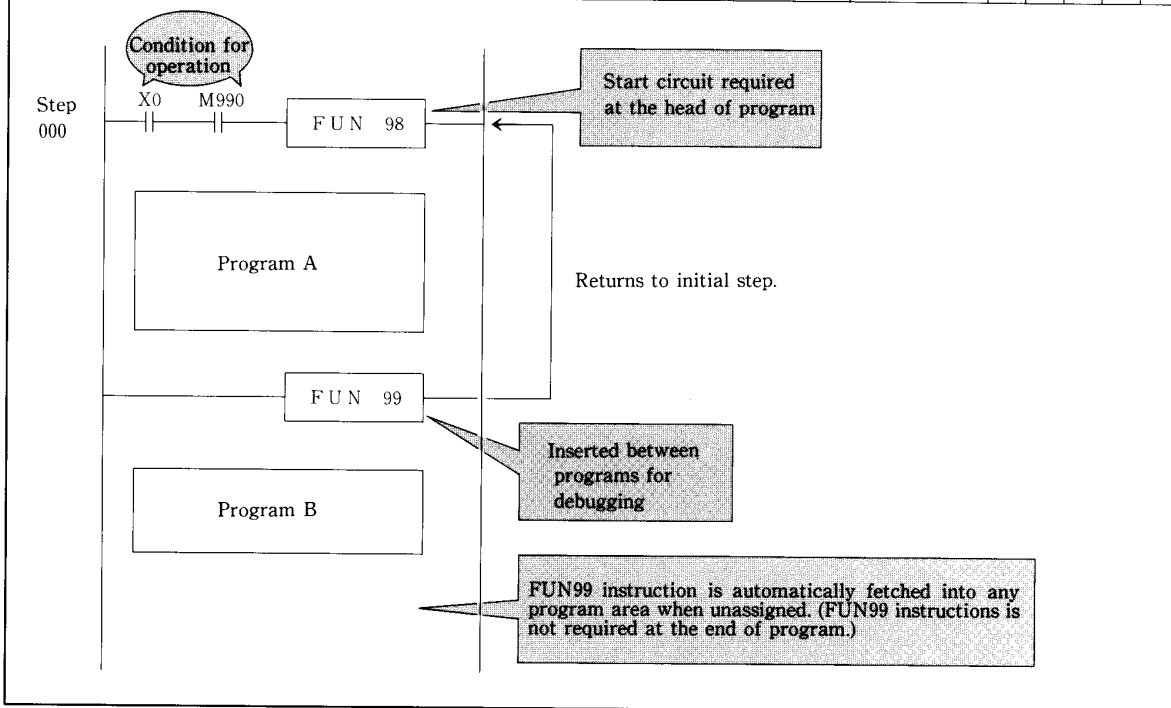 Condition for
operation
Step
000
X0 M990
FUN 98
Start circuit required
at the head of program
Program A
Returns to initial step.
FUN 99
Inserted between
programs for
debugging
Program B
FUN99 instruction is automatically fetched into any
program area when unassigned. (FUN99 instructions is
not required at the end of program.)